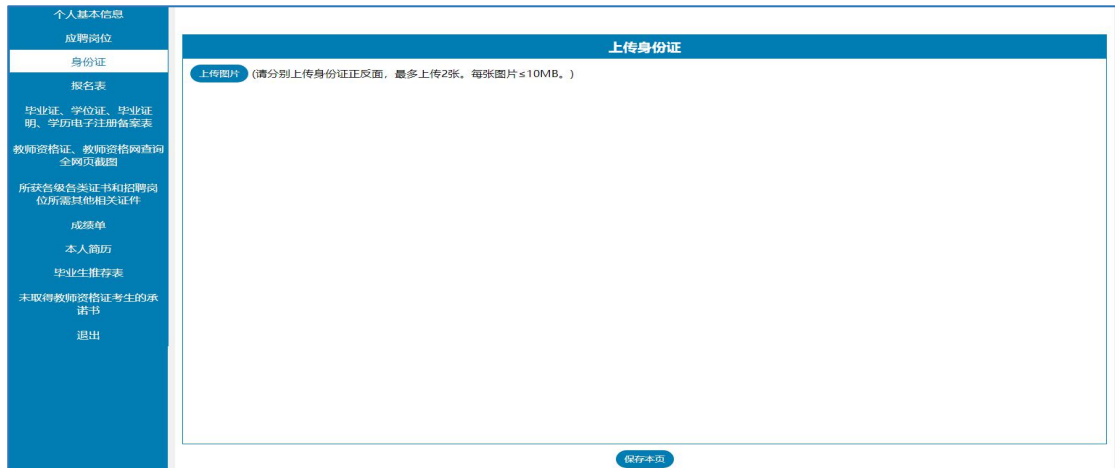 个人基本信息
应聘岗位
身份证
报名表
毕业证、学位证、毕业证
明、学历电子注册备案表
教师资格证、教师资格网查询
全网页截图
所获各级各类证书和招聘岗
位所需其他相关证件
成绩单
本人简历
毕业生推荐表
未取得教师资格证考生的承
诺书
退出
上传身份证
上传图片 (请分别上传身份证正反面，最多上传2张。每张图片≤10MB。)
保存本页